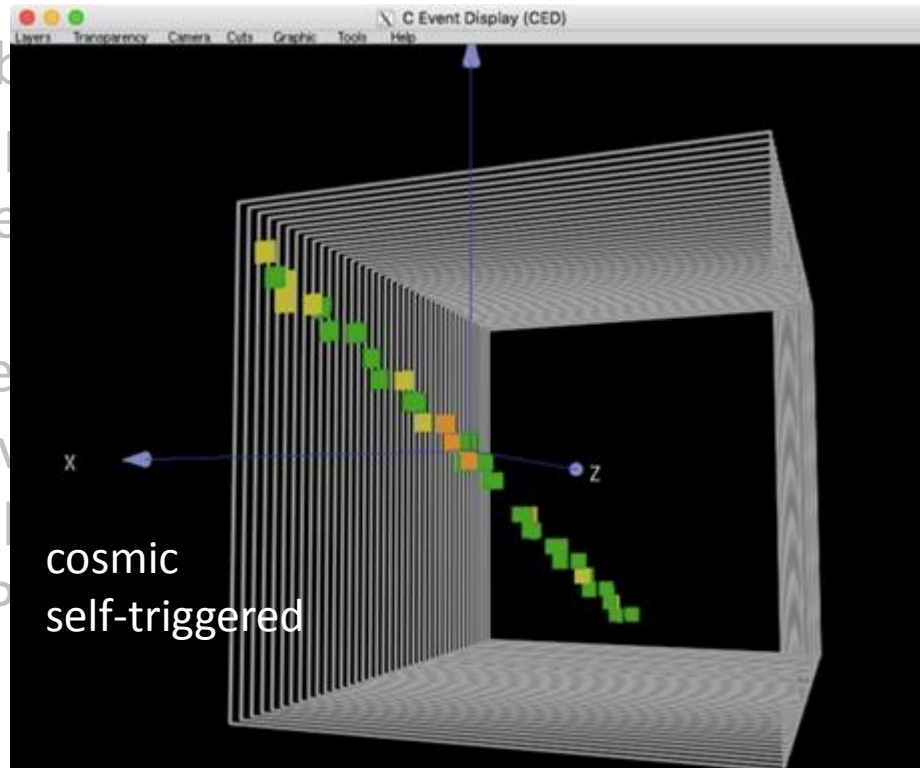 C Event Display (CED)
Layers Transparency Camera Cuts Graphic Tools Help
X
Z
cosmic
self-triggered